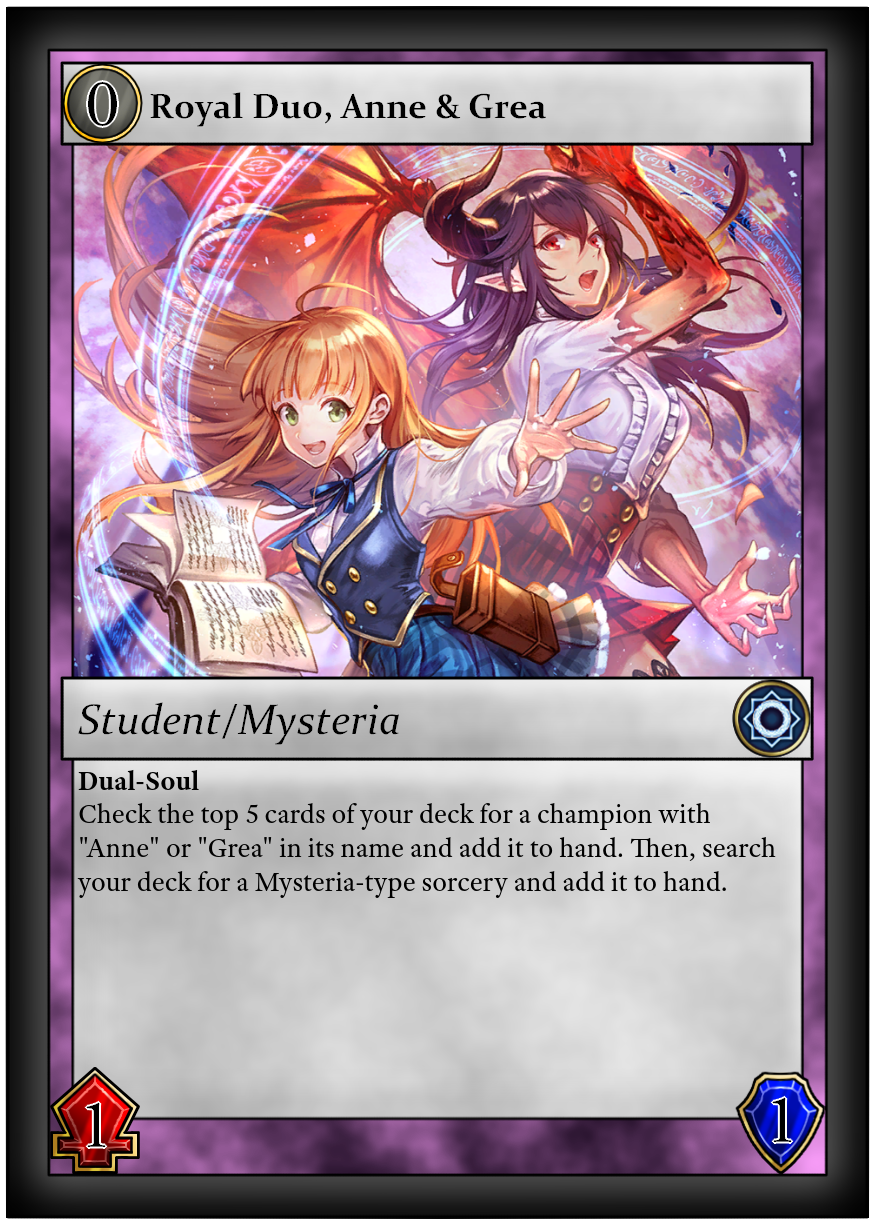 0
Royal Duo, Anne & Grea
Student/Mysteria
Dual-Soul
Check the top 5 cards of your deck for a champion with
"Anne" or "Grea" in its name and add it to hand. Then, search
your deck for a Mysteria-type sorcery and add it to hand.
1
1